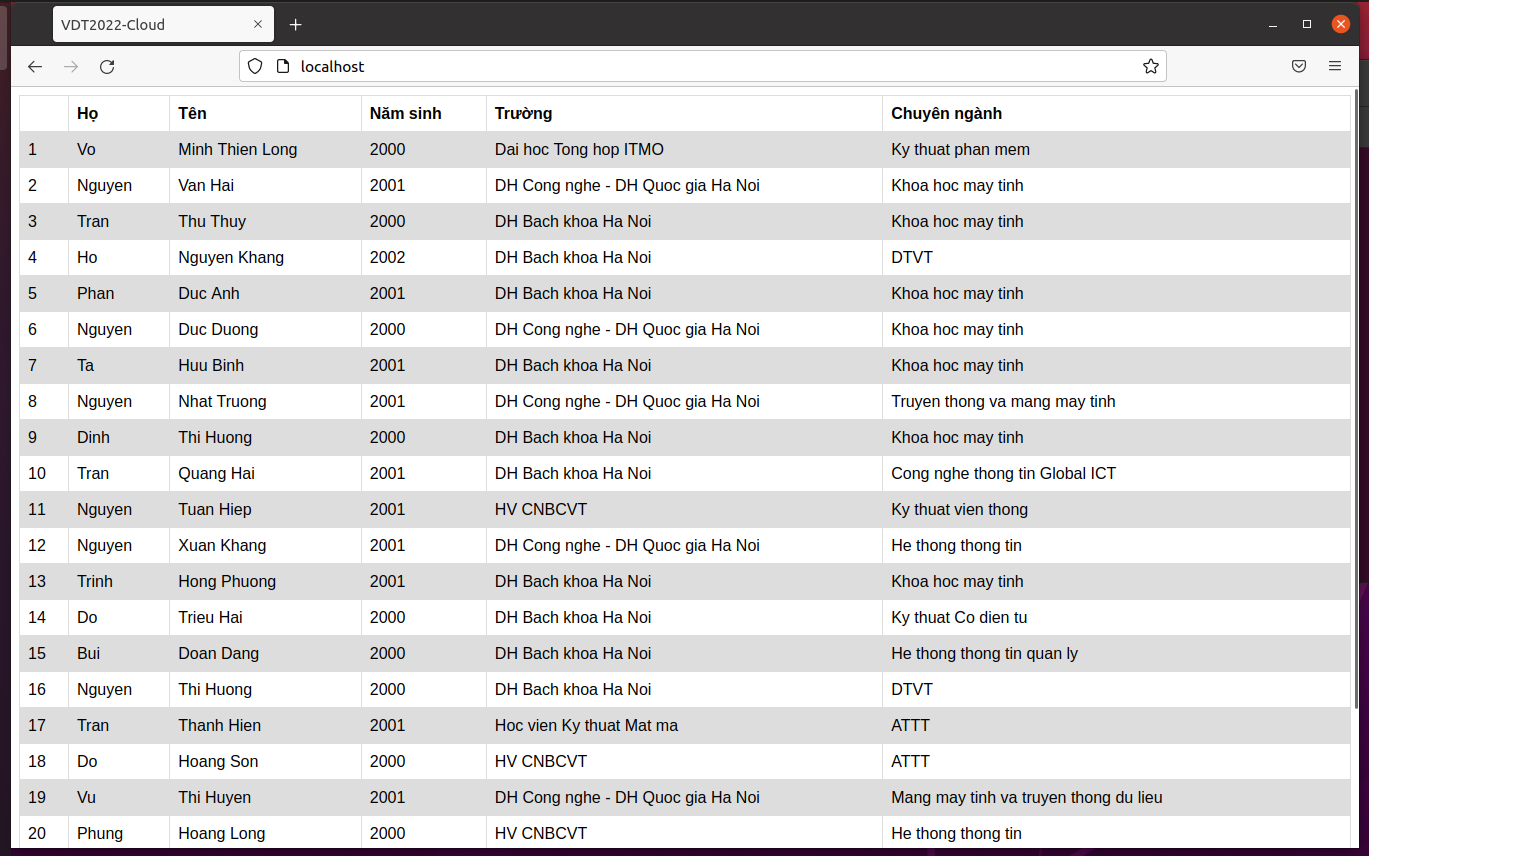 VDT2022-Cloud
localhost
Họ Tên Năm sinh Trường Chuyên ngành
1 Vo Minh Thien Long 2000 Dai hoc Tong hop ITMO Ky thuat phan mem
2 Nguyen Van Hai 2001 DH Cong nghe - DH Quoc gia Ha Noi Khoa hoc may tinh
3 Tran Thu Thuy 2000 DH Bach khoa Ha Noi Khoa hoc may tinh
4 Ho Nguyen Khang 2002 DH Bach khoa Ha Noi DTVT
5 Phan Duc Anh 2001 DH Bach khoa Ha Noi Khoa hoc may tinh
6 Nguyen Duc Duong 2000 DH Cong nghe - DH Quoc gia Ha Noi Khoa hoc may tinh
7 Ta Huu Binh 2001 DH Bach khoa Ha Noi Khoa hoc may tinh
8 Nguyen Nhat Truong 2001 DH Cong nghe - DH Quoc gia Ha Noi Truyen thong va mang may tinh
9 Dinh Thi Huong 2000 DH Bach khoa Ha Noi Khoa hoc may tinh
10 Tran Quang Hai 2001 DH Bach khoa Ha Noi Cong nghe thong tin Global ICT
11 Nguyen Tuan Hiep 2001 HV CNBCVT Ky thuat vien thong
12 Nguyen Xuan Khang 2001 DH Cong nghe - DH Quoc gia Ha Noi He thong thong tin
13 Trinh Hong Phuong 2001 DH Bach khoa Ha Noi Khoa hoc may tinh
14 Do Trieu Hai 2000 DH Bach khoa Ha Noi Ky thuat Co dien tu
15 Bui Doan Dang 2000 DH Bach khoa Ha Noi He thong thong tin quan ly
16 Nguyen Thi Huong 2000 DH Bach khoa Ha Noi DTVT
17 Tran Thanh Hien 2001 Hoc vien Ky thuat Mat ma ATTT
18 Do Hoang Son 2000 HV CNBCVT ATTT
19 Vu Thi Huyen 2001 DH Cong nghe - DH Quoc gia Ha Noi Mang may tinh va truyen thong du lieu
20 Phung Hoang Long 2000 HV CNBCVT He thong thong tin